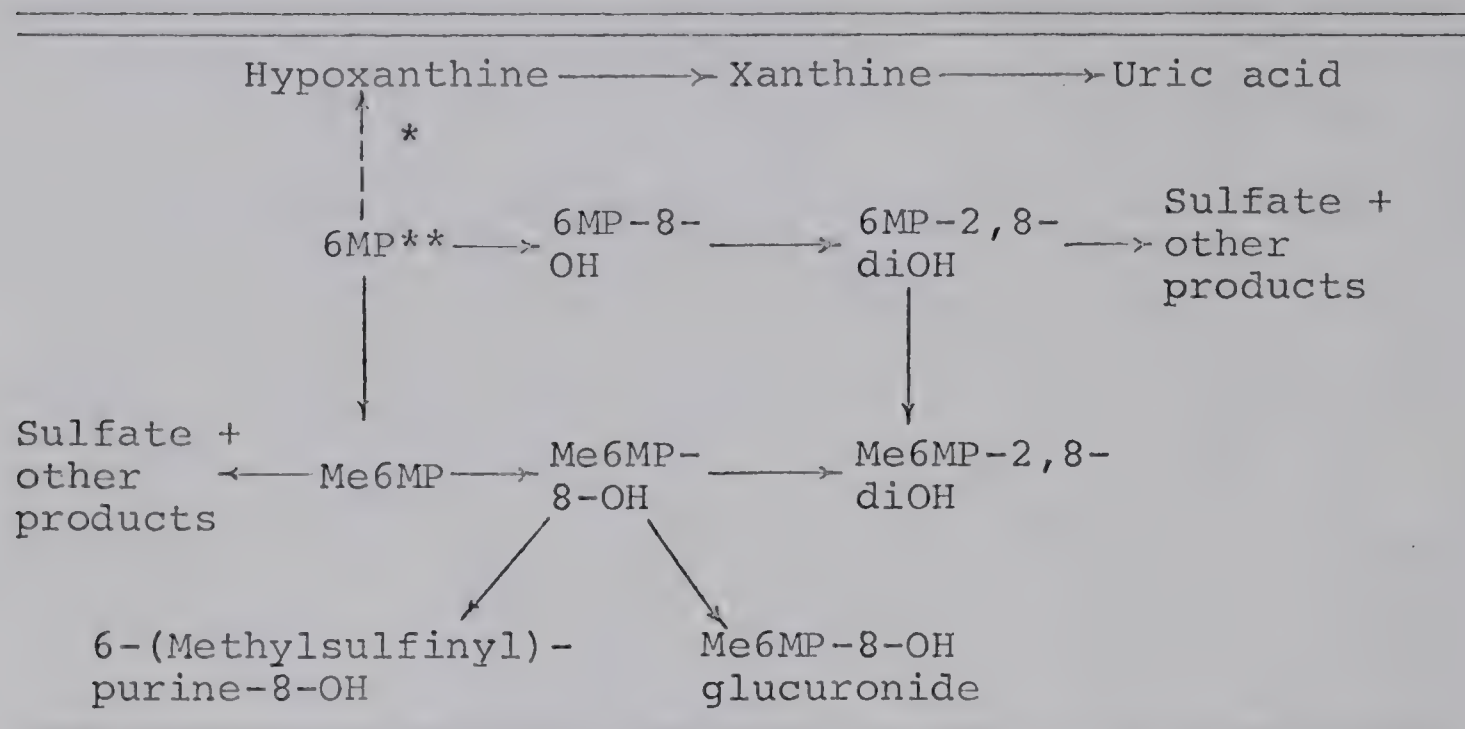 Hypoxanthine Xanthine Uric acid
*
6MP** 6MP-8-
OH 6MP-2,8-
diOH Sulfate +
other
products
Sulfate +
other
products Me6MP Me6MP-
8-OH Me6MP-2,8-
diOH
6-(Methylsulfinyl)-
purine-8-OH Me6MP-8-OH
glucuronide